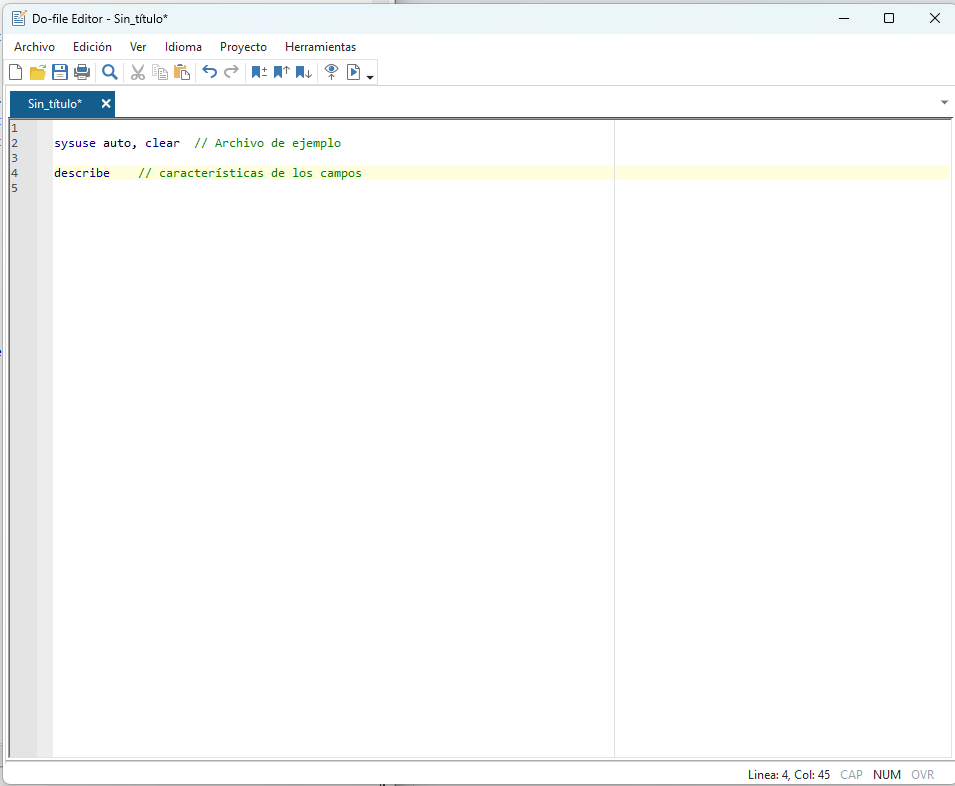 Do-file Editor - Sin_título*
Archivo Edición Ver Idioma Proyecto Herramientas
Sin_título*
1
2 sysuse auto, clear // Archivo de ejemplo
3
4 describe // características de los campos
5
Linea: 4, Col: 45 CAP NUM OVR